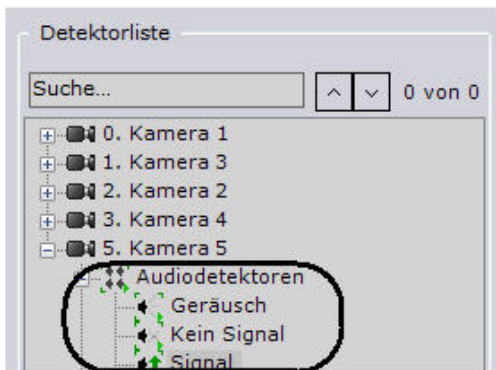 Detektorliste
Suche... 0 von 0
0. Kamera 1
1. Kamera 3
2. Kamera 2
3. Kamera 4
5. Kamera 5
Audiodetektoren
Geräusch
Kein Signal
Signal